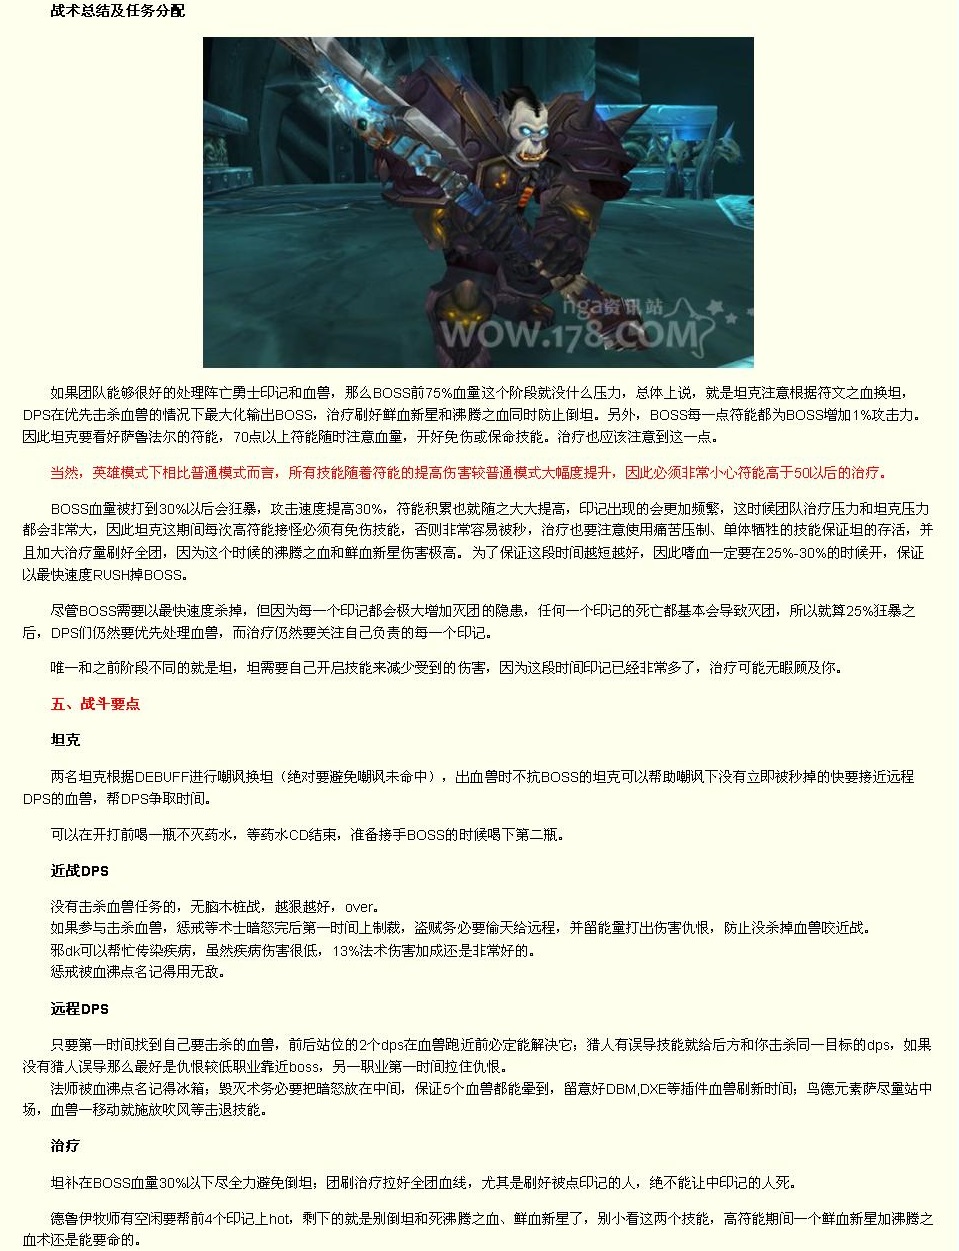 战术总结及任务分配
nga资讯站
WOW.178.COM
如果团队能够很好的处理阵亡勇士印记和血兽，那么BOSS前75%血量这个阶段就没什么压力，总体上说，就是坦克注意根据符文之血换坦，
DPS在优先击杀血兽的情况下最大化输出BOSS，治疗刷好鲜血新星和沸腾之血同时防止倒坦。另外，BOSS每一点符能都为BOSS增加1%攻击力。
因此坦克要看好萨鲁法尔的符能，70点以上符能随时注意血量，开好免伤或保命技能。治疗也应该注意到这一点。
当然，英雄模式下相比普通模式而言，所有技能随着符能的提高伤害较普通模式大幅度提升，因此必须非常小心符能高于50以后的治疗。
BOSS血量被打到30%以后会狂暴，攻击速度提高30%，符能积累也就随之大大提高，印记出现的会更加频繁，这时候团队治疗压力和坦克压力
都会非常大，因此坦克这期间每次高符能接怪必须有免伤技能，否则非常容易被秒，治疗也要注意使用痛苦压制、单体牺牲的技能保证坦的存活，并
且加大治疗量刷好全团，因为这个时候的沸腾之血和鲜血新星伤害极高。为了保证这段时间越短越好，因此嗜血一定要在25%-30%的时候开，保证
以最快速度RUSH掉BOSS。
尽管BOSS需要以最快速度杀掉，但因为每一个印记都会极大增加灭团的隐患，任何一个印记的死亡都基本会导致灭团，所以就算25%狂暴之
后，DPS们仍然要优先处理血兽，而治疗仍然要关注自己负责的每一个印记。
唯一和之前阶段不同的就是坦，坦需要自己开启技能来减少受到的伤害，因为这段时间印记已经非常多了，治疗可能无暇顾及你。
五、战斗要点
坦克
两名坦克根据DEBUFF进行嘲讽换坦（绝对要避免嘲讽未命中），出血兽时不抗BOSS的坦克可以帮助嘲讽下没有立即被秒掉的快要接近远程
DPS的血兽，帮DPS争取时间。
可以在开打前喝一瓶不灭药水，等药水CD结束，准备接手BOSS的时候喝下第二瓶。
近战DPS
没有击杀血兽任务的，无脑木桩战，越狠越好，over。
如果参与击杀血兽，惩戒等术士暗怒完后第一时间上制裁，盗贼务必要偷天给远程，并留能量打出伤害仇恨，防止没杀掉血兽咬近战。
邪dk可以帮忙传染疾病，虽然疾病伤害很低，13%法术伤害加成还是非常好的。
惩戒被血沸点名记得用无敌。
远程DPS
只要第一时间找到自己要击杀的血兽，前后站位的2个dps在血兽跑近前必定能解决它；猎人有误导技能就给后方和你击杀同一目标的dps，如果
没有猎人误导那么最好是仇恨较低职业靠近boss，另一职业第一时间拉住仇恨。
法师被血沸点名记得冰箱；毁灭术务必要把暗怒放在中间，保证5个血兽都能晕到，留意好DBM,DXE等插件血兽刷新时间；鸟德元素萨尽量站中
场，血兽一移动就施放吹风等击退技能。
治疗
坦补在BOSS血量30%以下尽全力避免倒坦；团刷治疗拉好全团血线，尤其是刷好被点印记的人，绝不能让中印记的人死。
德鲁伊牧师有空闲要帮前4个印记上hot，剩下的就是别倒坦和死沸腾之血、鲜血新星了，别小看这两个技能，高符能期间一个鲜血新星加沸腾之
血术还是能要命的。